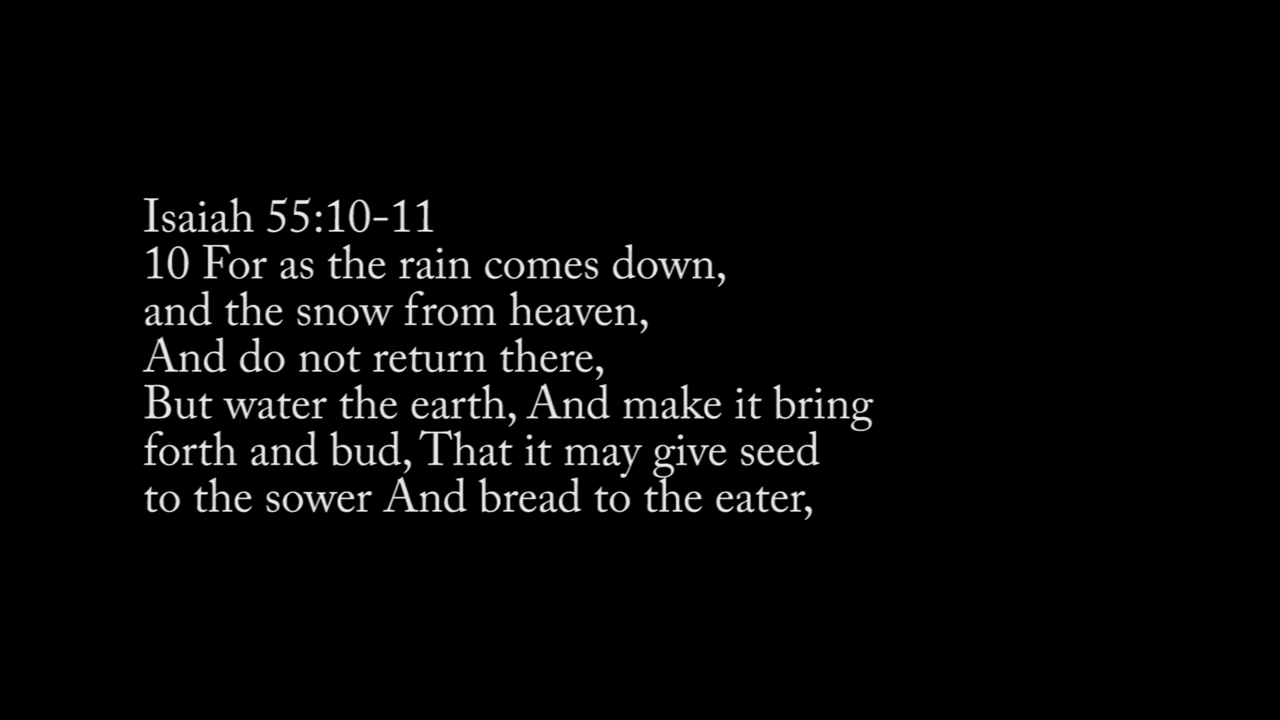 Isaiah 55:10-11
10 For as the rain comes down,
and the snow from heaven,
And do not return there,
But water the earth, And make it bring
forth and bud, That it may give seed
to the sower And bread to the eater,